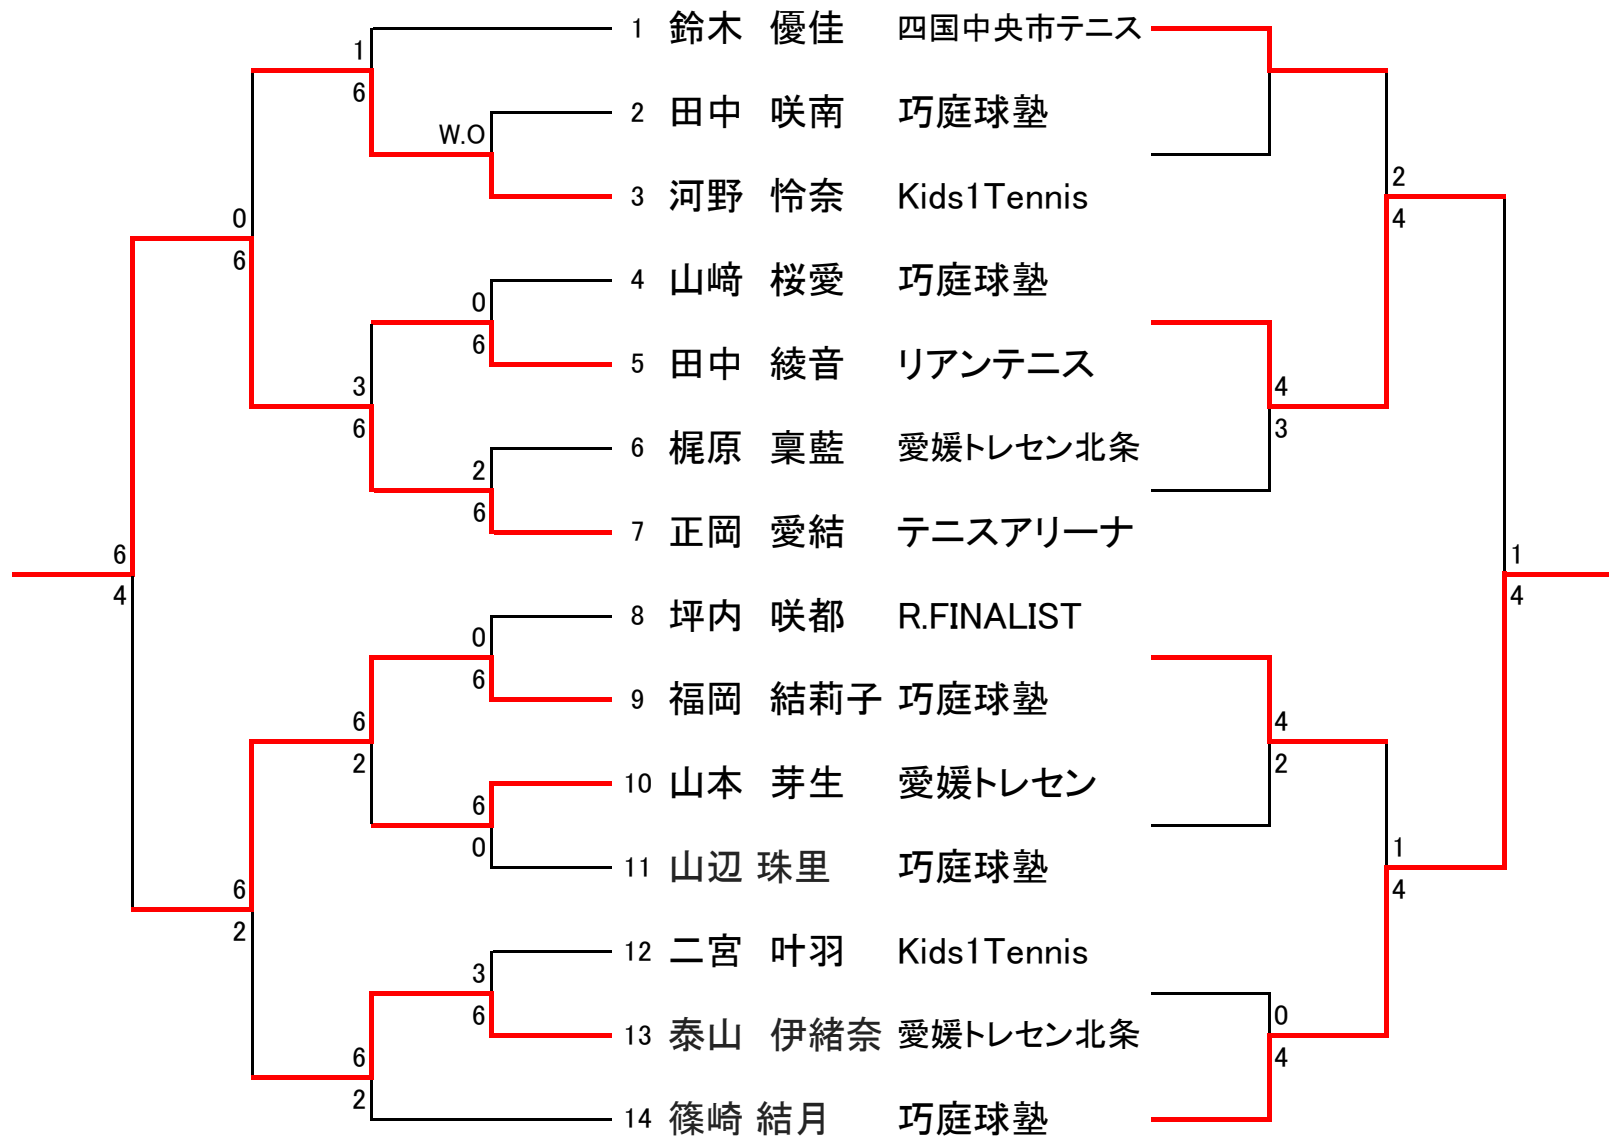 1 鈴木 優佳 四国中央市テニス
1
6
2 田中 咲南 巧庭球塾
W.O
3 河野 怜奈 Kids1Tennis
2
0
4
6
4 山﨑 桜愛 巧庭球塾
0
6
5 田中 綾音 リアンテニス
3
4
6
3
6 梶原 稟藍 愛媛トレセン北条
2
6
7 正岡 愛結 テニスアリーナ
6
1
4
4
8 坪内 咲都 R.FINALIST
0
6
9 福岡 結莉子 巧庭球塾
6
4
2
2
10 山本 芽生 愛媛トレセン
6
0
1
11 山辺 珠里 巧庭球塾
6
4
2
12 二宮 叶羽 Kids1Tennis
3
6
0
13 泰山 伊緒奈 愛媛トレセン北条
6
4
2
14 篠崎 結月 巧庭球塾